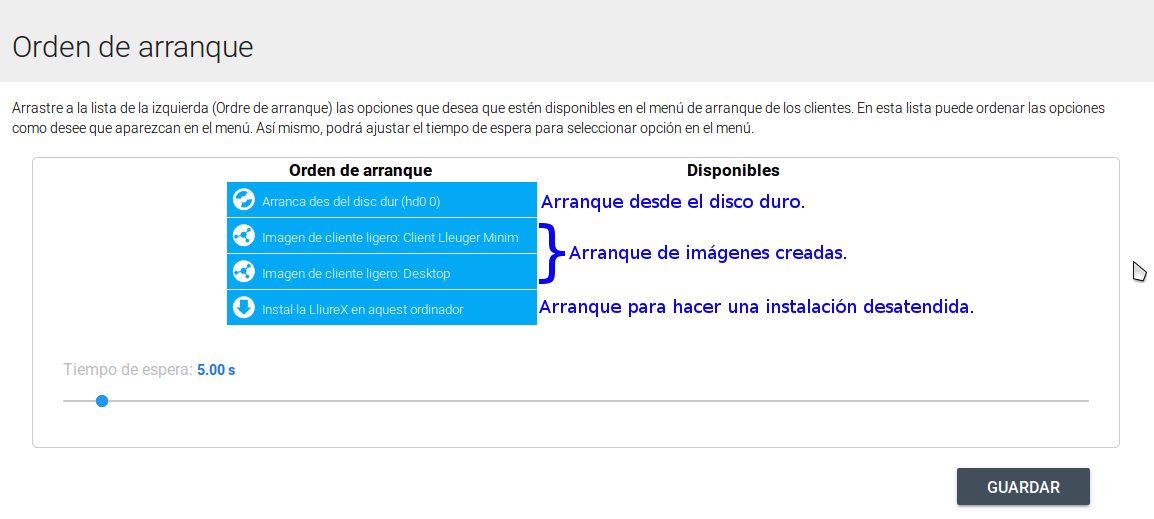 Orden de arranque
Arrastre a la lista de la izquierda (Ordre de arranque) las opciones que desea que estén disponibles en el menú de arranque de los clientes. En esta lista puede ordenar las opciones
como desee que aparezcan en el menú. Así mismo, podrá ajustar el tiempo de espera para seleccionar opción en el menú.
Orden de arranque
Disponibles
Arranca des del disc dur (hd0 0)
Arranque desde el disco duro.
Imagen de cliente ligero: Client Lleuger Minim
Arranque de imágenes creadas.
Imagen de cliente ligero: Desktop
Instal·la LliureX en aquest ordinador
Arranque para hacer una instalación desatendida.
Tiempo de espera: 5.00 s
GUARDAR